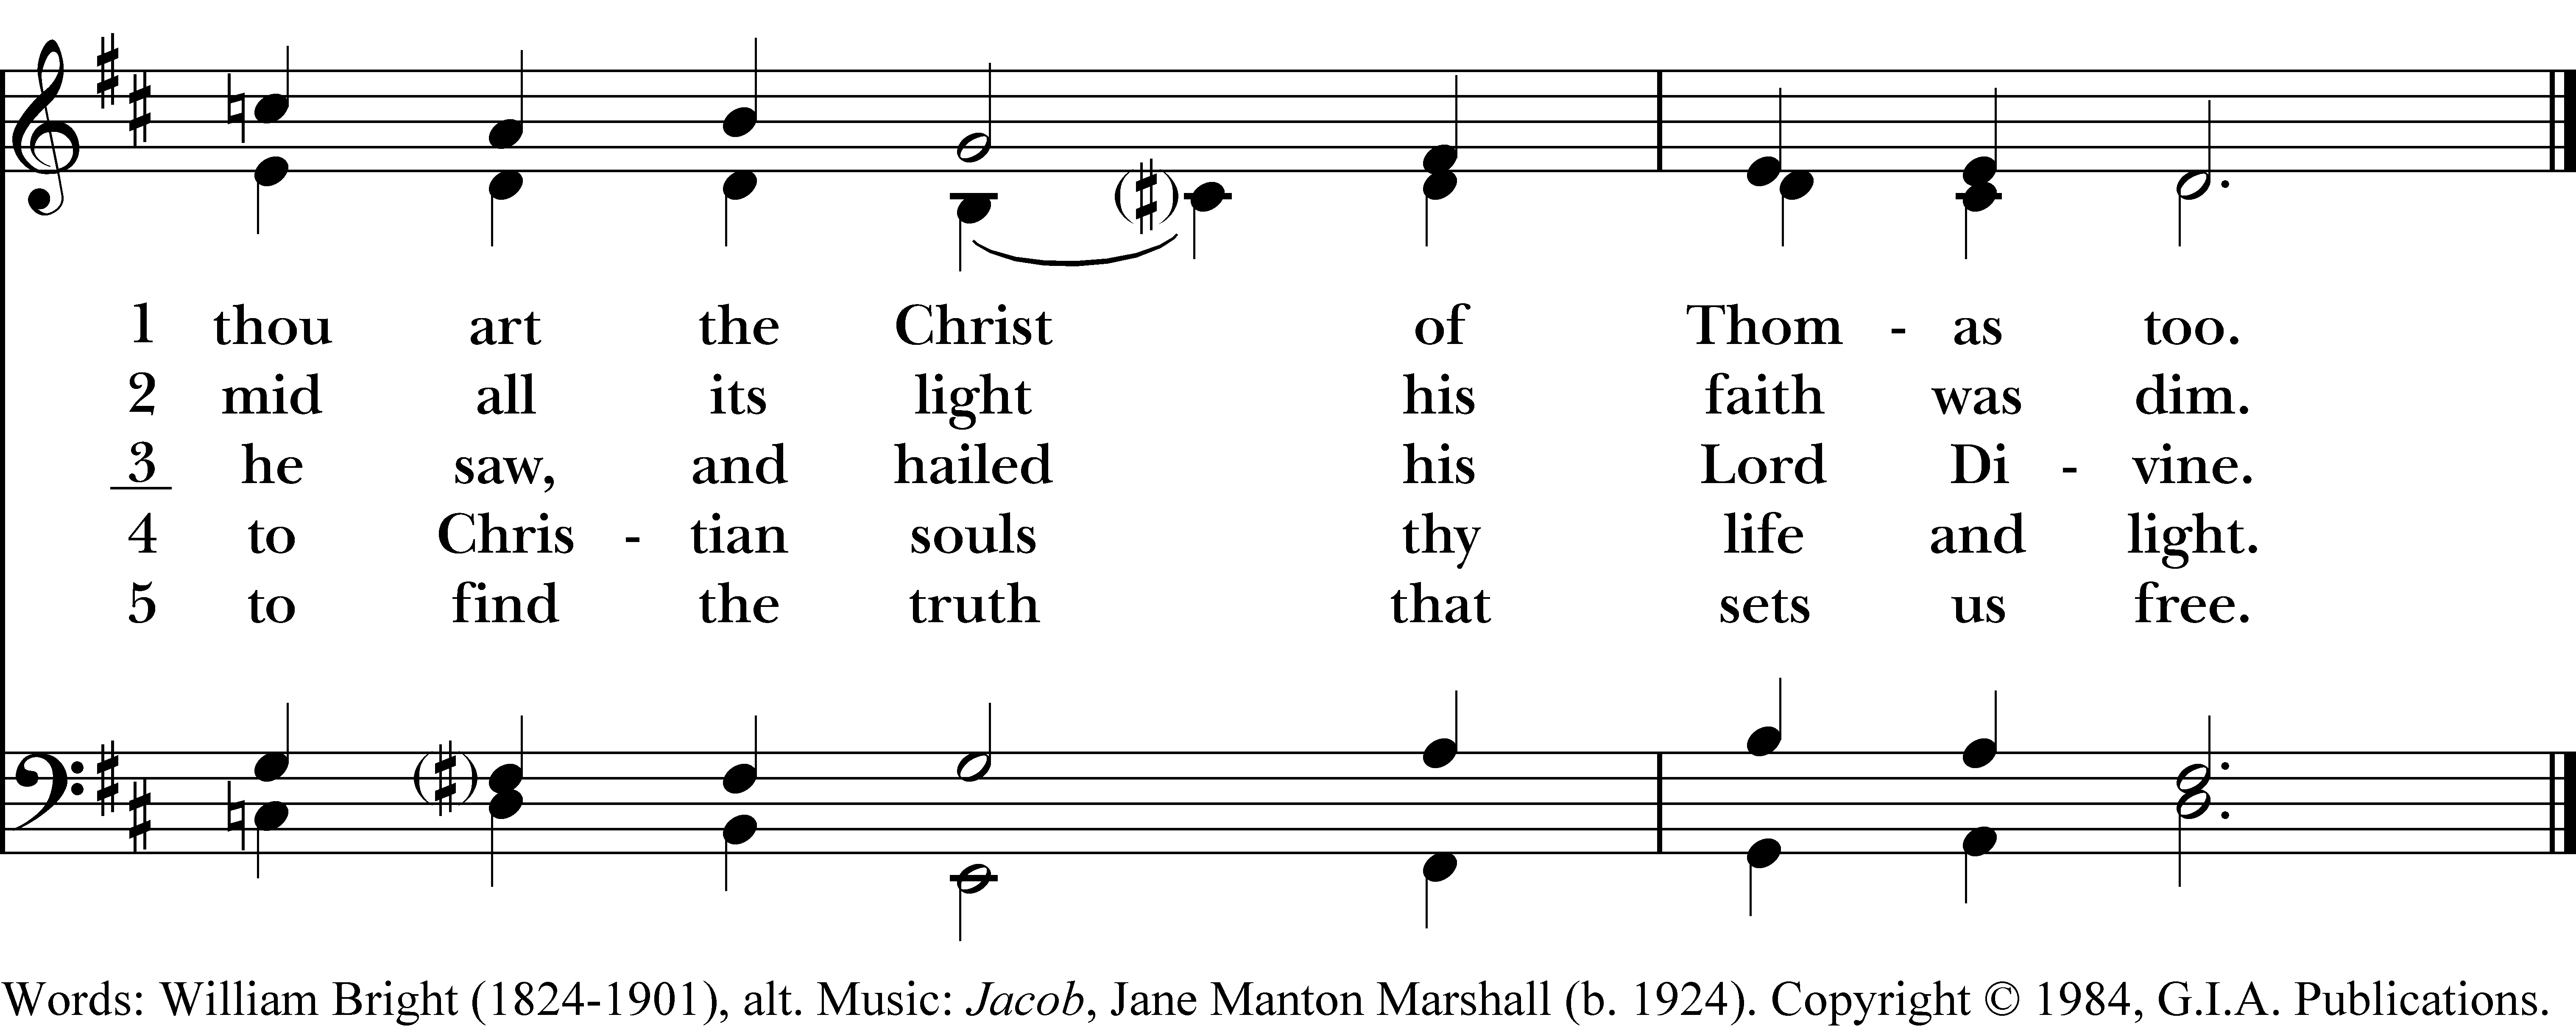 1 thou art the Christ of Thom - as too.
2 mid all its light his faith was dim.
3 he saw, and hailed his Lord Di - vine.
4 to Chris - tian souls thy life and light.
5 to find the truth that sets us free.
Words: William Bright (1824-1901), alt. Music: Jacob, Jane Manton Marshall (b. 1924). Copyright © 1984, G.I.A. Publications.